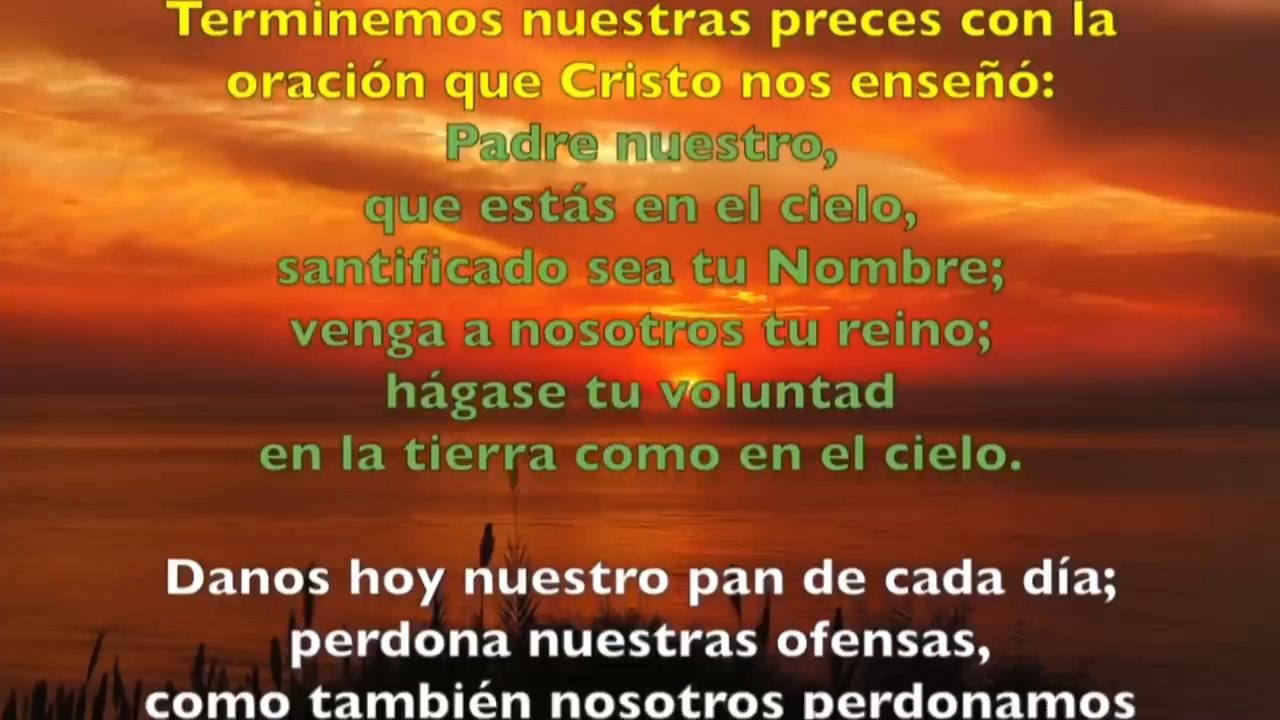 Terminemos nuestras preces con la
oración que Cristo nos enseñó:
Padre nuestro,
que estás en el cielo,
santificado sea tu Nombre;
venga a nosotros tu reino;
hágase tu voluntad
en la tierra como en el cielo.
Danos hoy nuestro pan de cada día;
perdona nuestras ofensas,
como también nosotros perdonamos